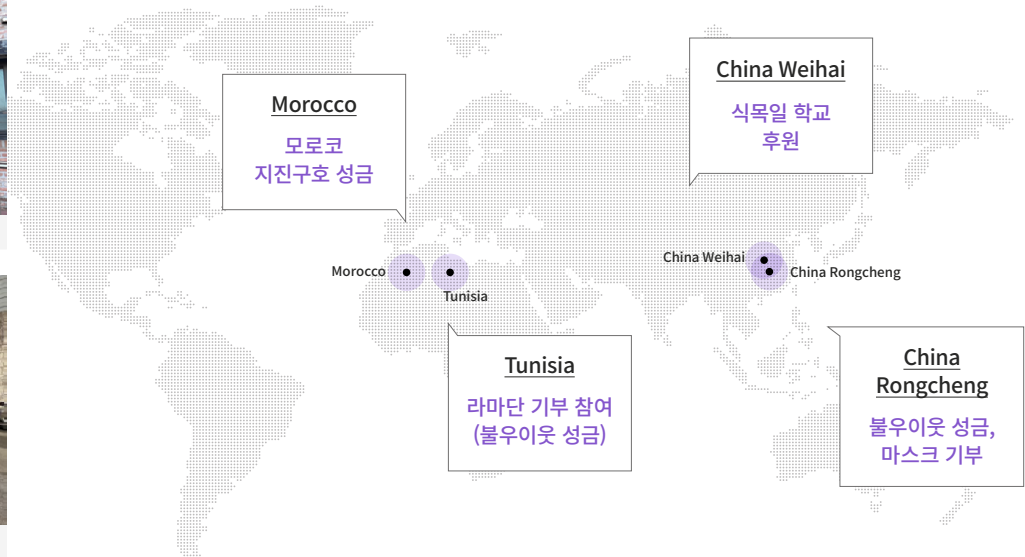 Morocco
모로코
지진구호 성금
China Weihai
식목일 학교
후원
China Weihai
Morocco
China Rongcheng
Tunisia
Tunisia
라마단 기부 참여
(불우이웃 성금)
China
Rongcheng
불우이웃 성금,
마스크 기부